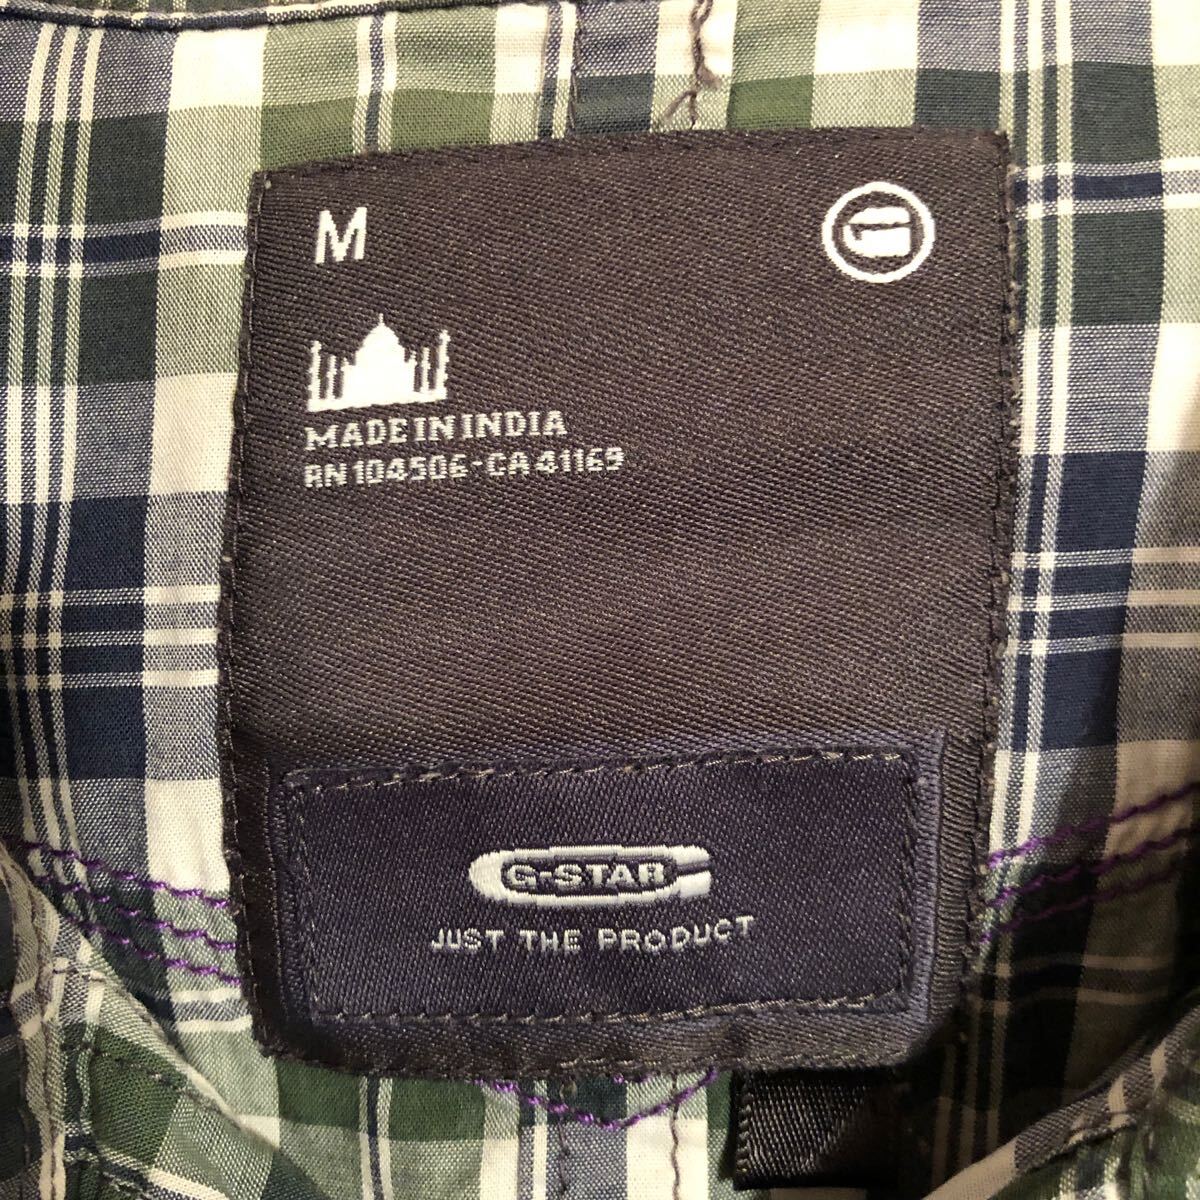 M
G
MADE IN INDIA
RN 104506-CA 41169
G-STAR
JUST THE PRODUCT